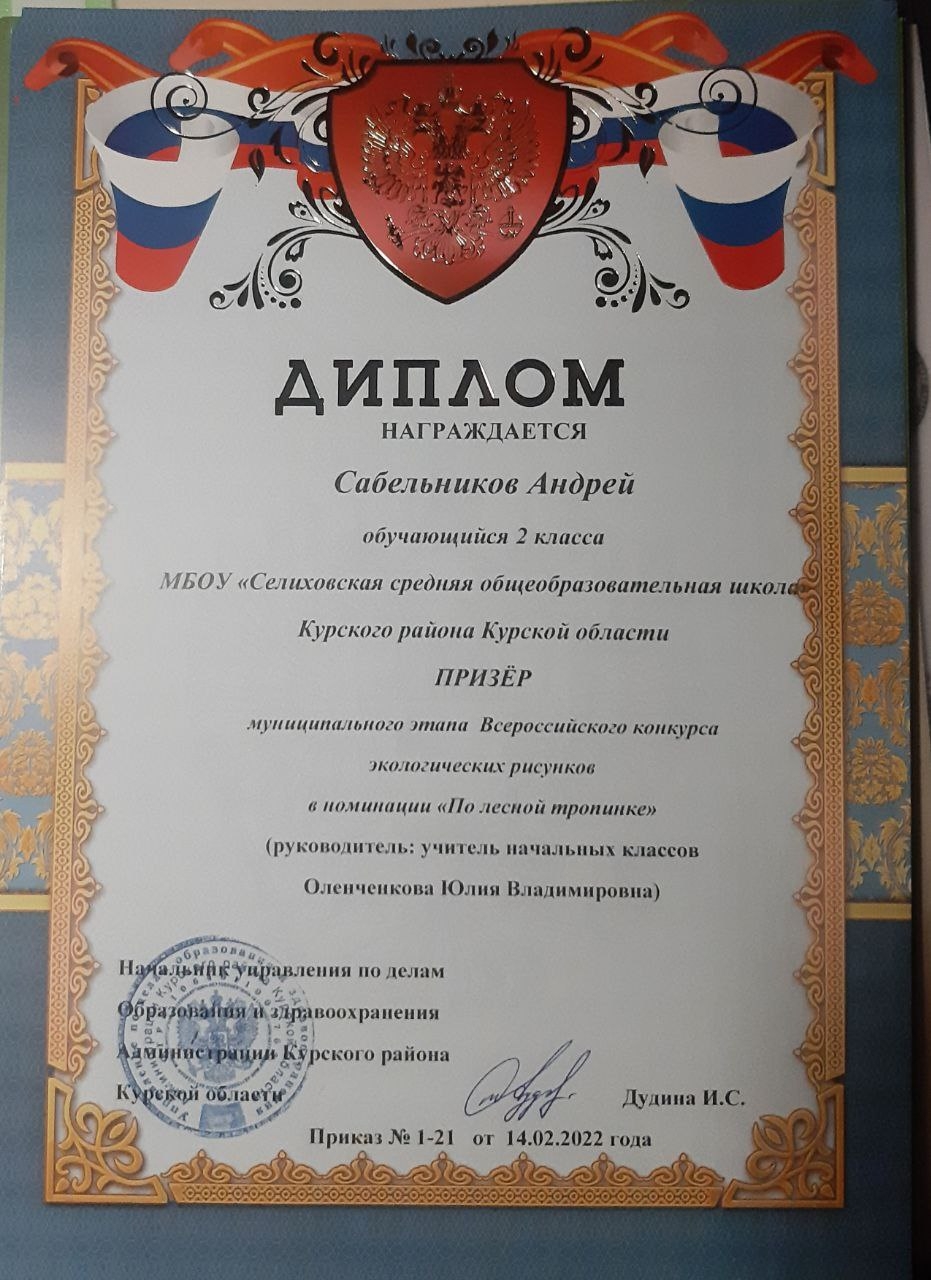 ДИПЛОМ
НАГРАЖДАЕТСЯ
Сабельников Андрей
обучающийся 2 класса
МБОУ «Селиховская средняя общеобразовательная школа»
Курского района Курской области
ПРИЗЁР
муниципального этапа Всероссийского конкурса
экологических рисунков
в номинации «По лесной тропинке»
(руководитель: учитель начальных классов
Оленченкова Юлия Владимировна)
Начальник управления по делам
Образования и здравоохранения
Администрации Курского района
Курской области
Дудина И.С.
Приказ № 1-21 от 14.02.2022 года